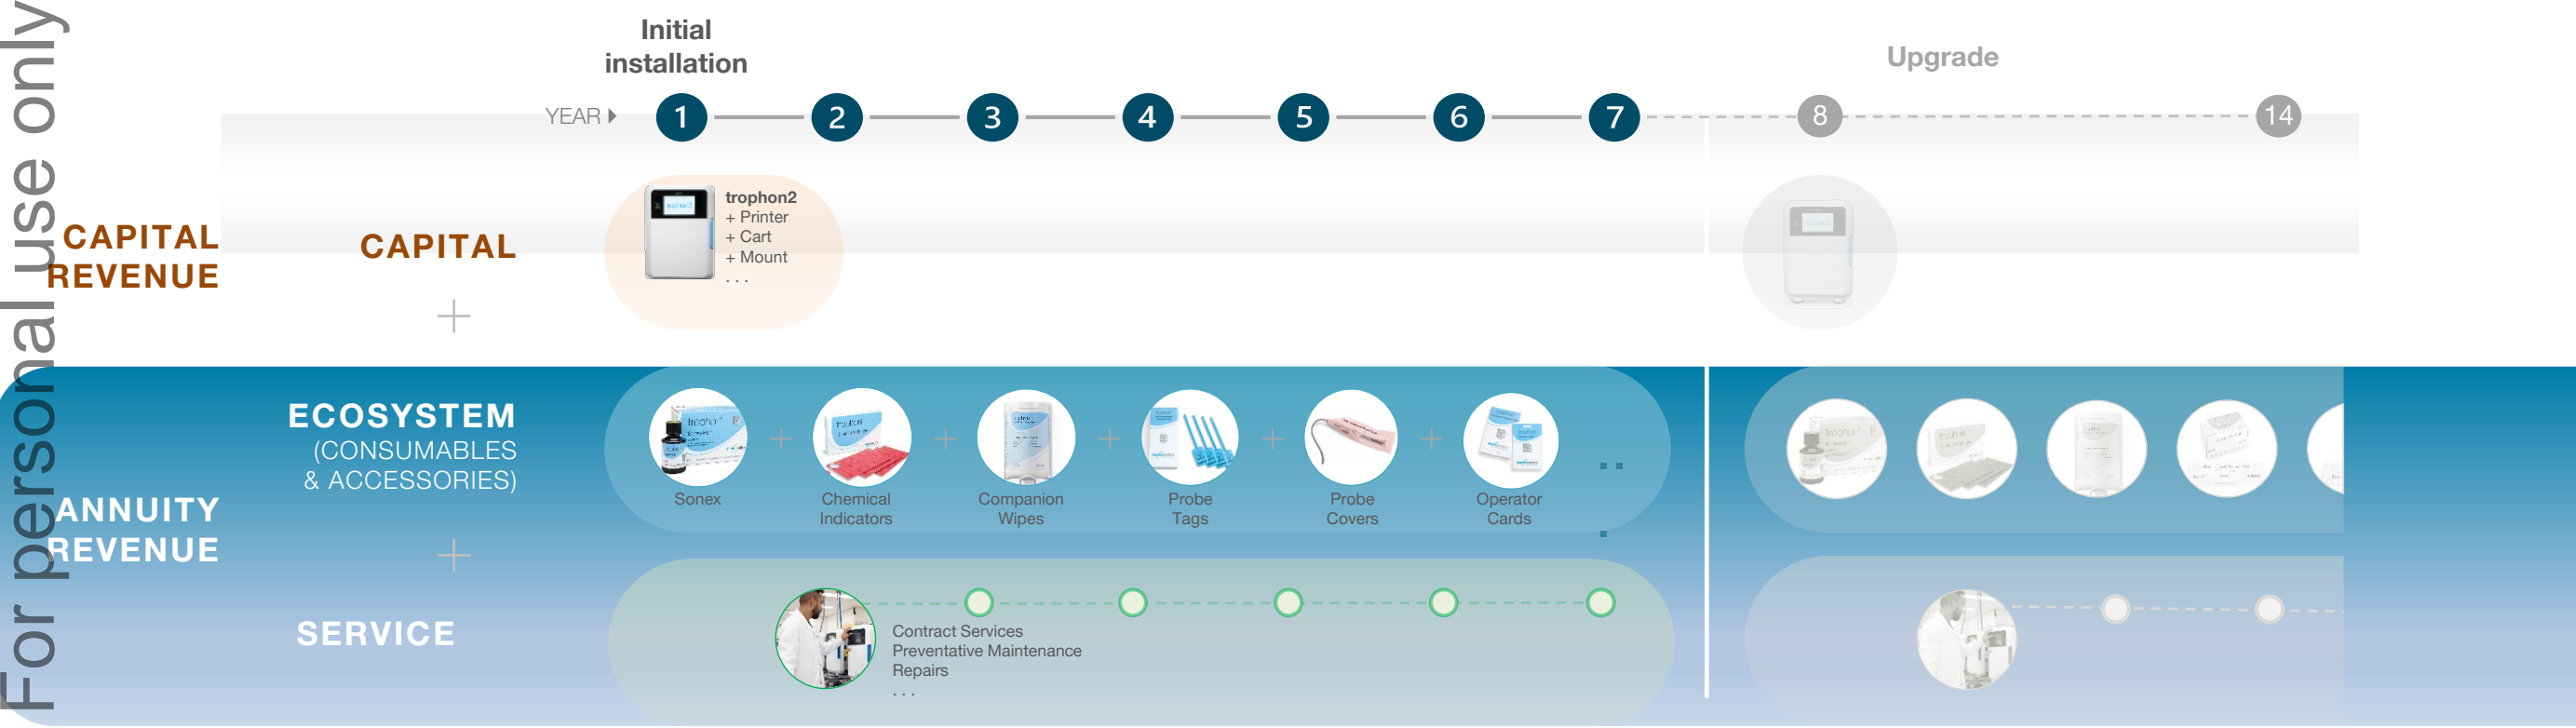 For personal use only
Initial
installation
Upgrade
YEAR
1
2
3
4
5
6
7
8
14
CAPITAL
REVENUE
CAPITAL
trophon2
+ Printer
+ Cart
+ Mount
. . .
+
ANNUITY
REVENUE
ECOSYSTEM
(CONSUMABLES
& ACCESSORIES)
Sonex
+
Chemical
Indicators
+
Companion
Wipes
+
Probe
Tags
+
Probe
Covers
+
Operator
Cards
. . .
+
SERVICE
Contract Services
Preventative Maintenance
Repairs
. . .